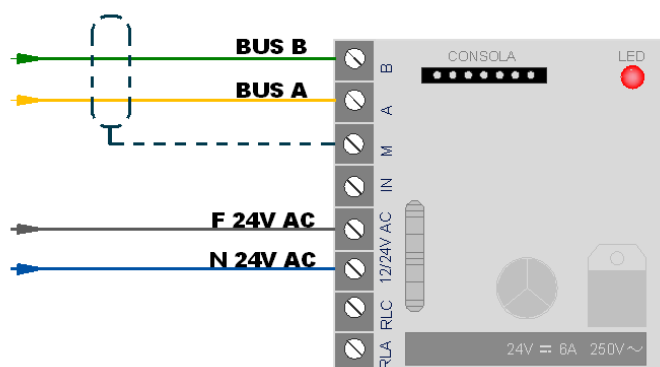 BUS B
BUS A
F 24V AC
N 24V AC
B
A
M
IN
12/24V AC
RLC
RLA
CONSOLA
LED
24V ⎓ 6A 250V～